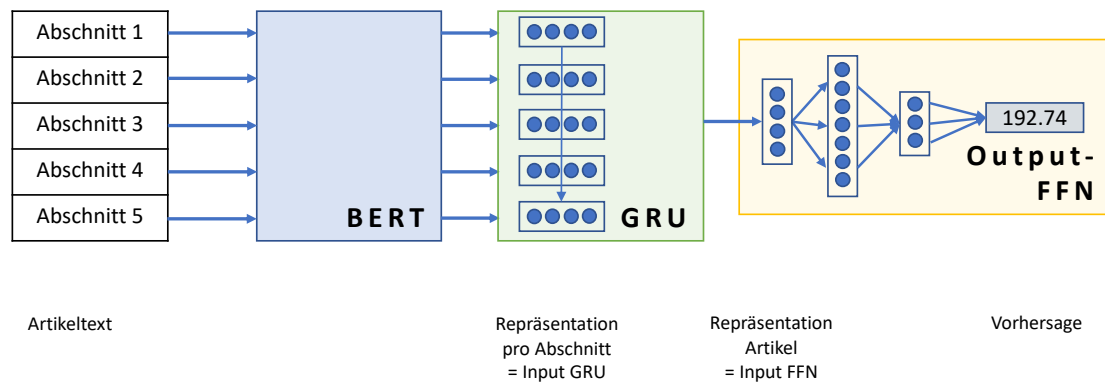 Abschnitt 1
Abschnitt 2
Abschnitt 3
Abschnitt 4
Abschnitt 5
BERT
GRU
192.74
Output-
FFN
Artikeltext
Repräsentation
pro Abschnitt
= Input GRU
Repräsentation
Artikel
= Input FFN
Vorhersage